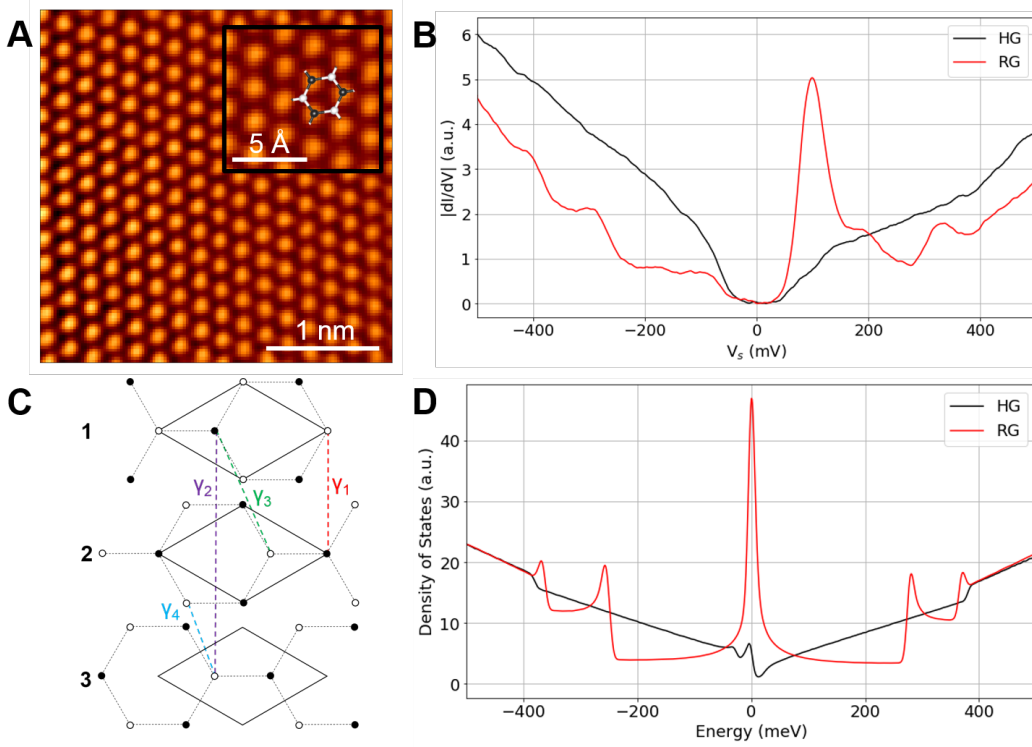 A
5 Å
1 nm
B
|dI/dV| (a.u.)
6
5
4
3
2
1
0
HG
RG
−400 −200 0 200 400
Vₛ (mV)
C
1
γ₂ γ₃ γ₁
2
γ₄
3
D
Density of States (a.u.)
40
30
20
10
0
HG
RG
−400 −200 0 200 400
Energy (meV)